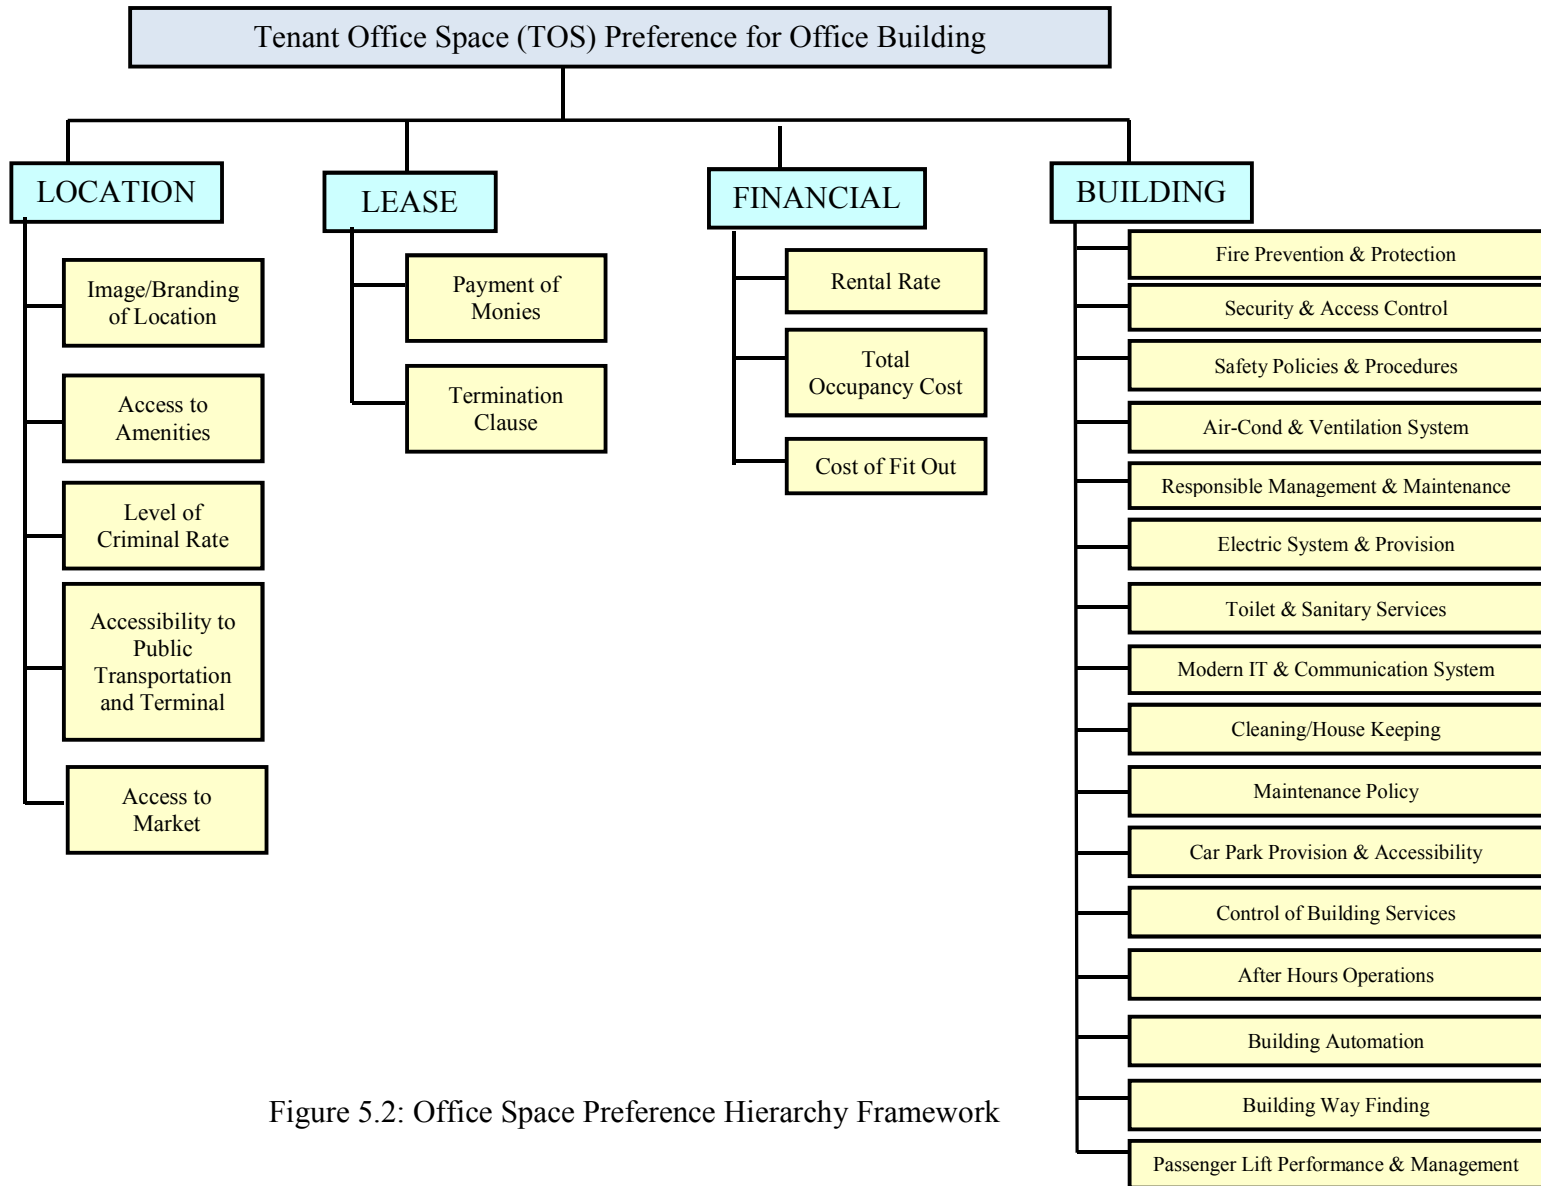 Tenant Office Space (TOS) Preference for Office Building
LOCATION
Image/Branding
of Location
Access to
Amenities
Level of
Criminal Rate
Accessibility to
Public
Transportation
and Terminal
Access to
Market
LEASE
Payment of
Monies
Termination
Clause
FINANCIAL
Rental Rate
Total
Occupancy Cost
Cost of Fit Out
BUILDING
Fire Prevention & Protection
Security & Access Control
Safety Policies & Procedures
Air-Cond & Ventilation System
Responsible Management & Maintenance
Electric System & Provision
Toilet & Sanitary Services
Modern IT & Communication System
Cleaning/House Keeping
Maintenance Policy
Car Park Provision & Accessibility
Control of Building Services
After Hours Operations
Building Automation
Building Way Finding
Passenger Lift Performance & Management
Figure 5.2: Office Space Preference Hierarchy Framework